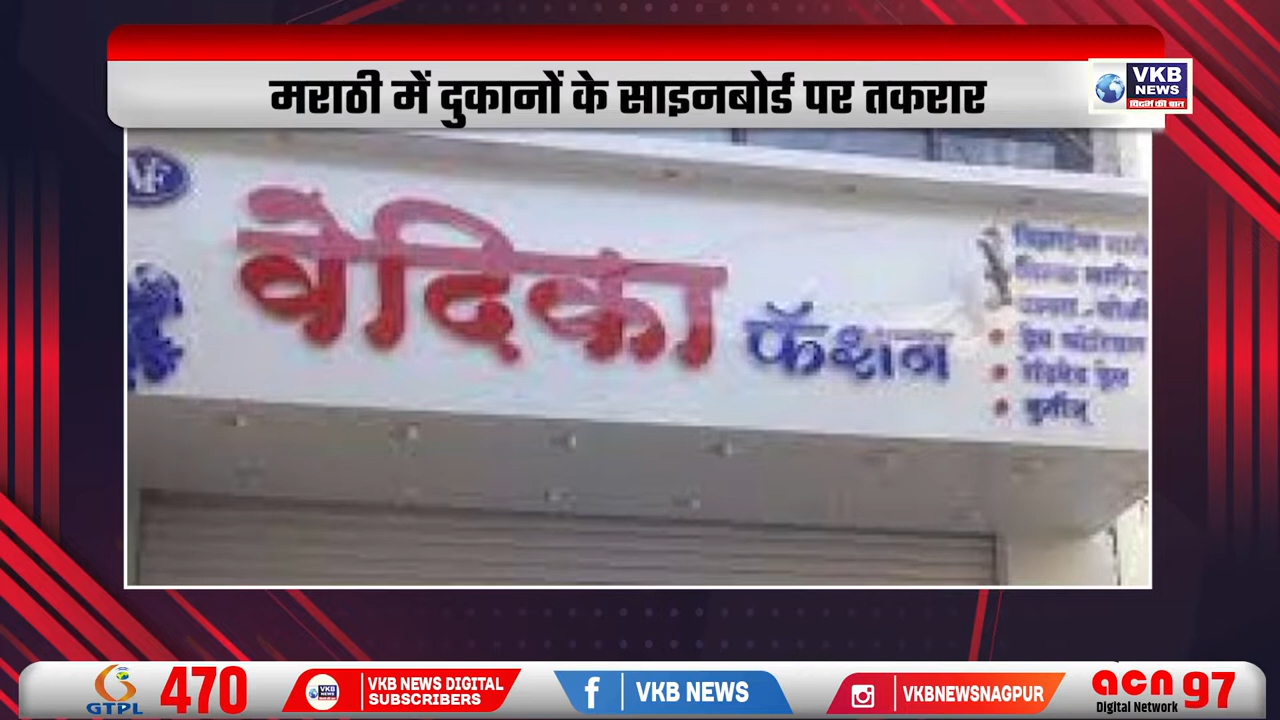 मराठी में दुकानों के साइनबोर्ड पर तकरार
VKB
NEWS
विदर्भ की बात
वेदिका
फॅशन
GTPL
470
VKB NEWS DIGITAL
SUBSCRIBERS
VKB NEWS
VKBNEWSNAGPUR
acn 97
Digital Network